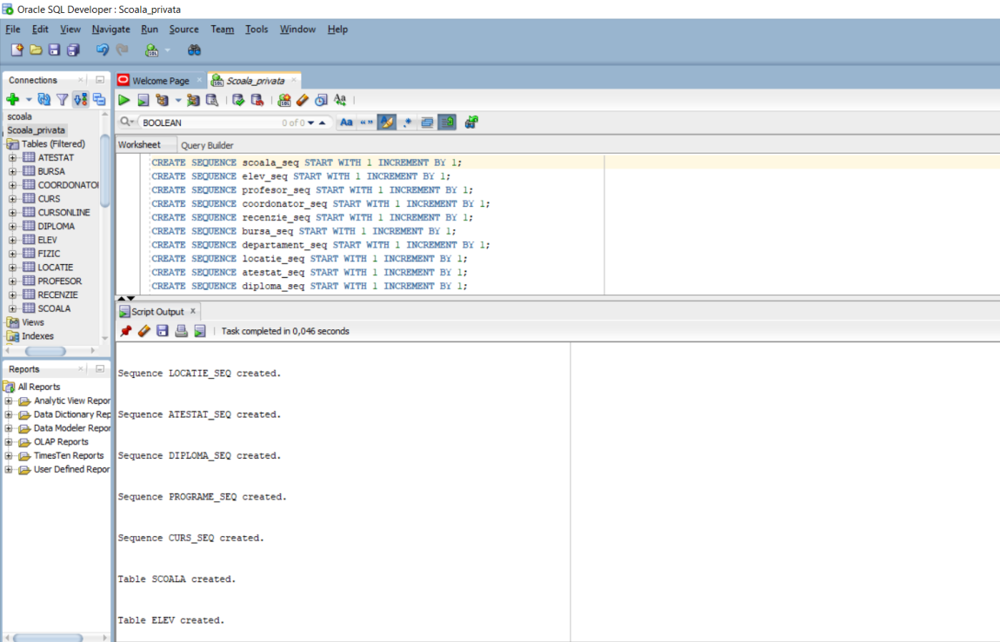 Oracle SQL Developer : Scoala_privata
File Edit View Navigate Run Source Team Tools Window Help
Connections
scoala
Scoala_privata
Tables (Filtered)
ATESTAT
BURSA
COORDONATO
CURS
CURSONLINE
DIPLOMA
ELEV
FIZIC
LOCATIE
PROFESOR
RECENZIE
SCOALA
Views
Indexes
Reports
All Reports
Analytic View Repor
Data Dictionary Rep
Data Modeler Repor
OLAP Reports
TimesTen Reports
User Defined Repor
Welcome Page Scoala_privata
BOOLEAN 0 of 0 Aa
Worksheet Query Builder
CREATE SEQUENCE scoala_seq START WITH 1 INCREMENT BY 1;
CREATE SEQUENCE elev_seq START WITH 1 INCREMENT BY 1;
CREATE SEQUENCE profesor_seq START WITH 1 INCREMENT BY 1;
CREATE SEQUENCE coordonator_seq START WITH 1 INCREMENT BY 1;
CREATE SEQUENCE recenzie_seq START WITH 1 INCREMENT BY 1;
CREATE SEQUENCE bursa_seq START WITH 1 INCREMENT BY 1;
CREATE SEQUENCE departament_seq START WITH 1 INCREMENT BY 1;
CREATE SEQUENCE locatie_seq START WITH 1 INCREMENT BY 1;
CREATE SEQUENCE atestat_seq START WITH 1 INCREMENT BY 1;
CREATE SEQUENCE diploma_seq START WITH 1 INCREMENT BY 1;
Script Output x
Task completed in 0,046 seconds
Sequence LOCATIE_SEQ created.
Sequence ATESTAT_SEQ created.
Sequence DIPLOMA_SEQ created.
Sequence PROGRAME_SEQ created.
Sequence CURS_SEQ created.
Table SCOALA created.
Table ELEV created.